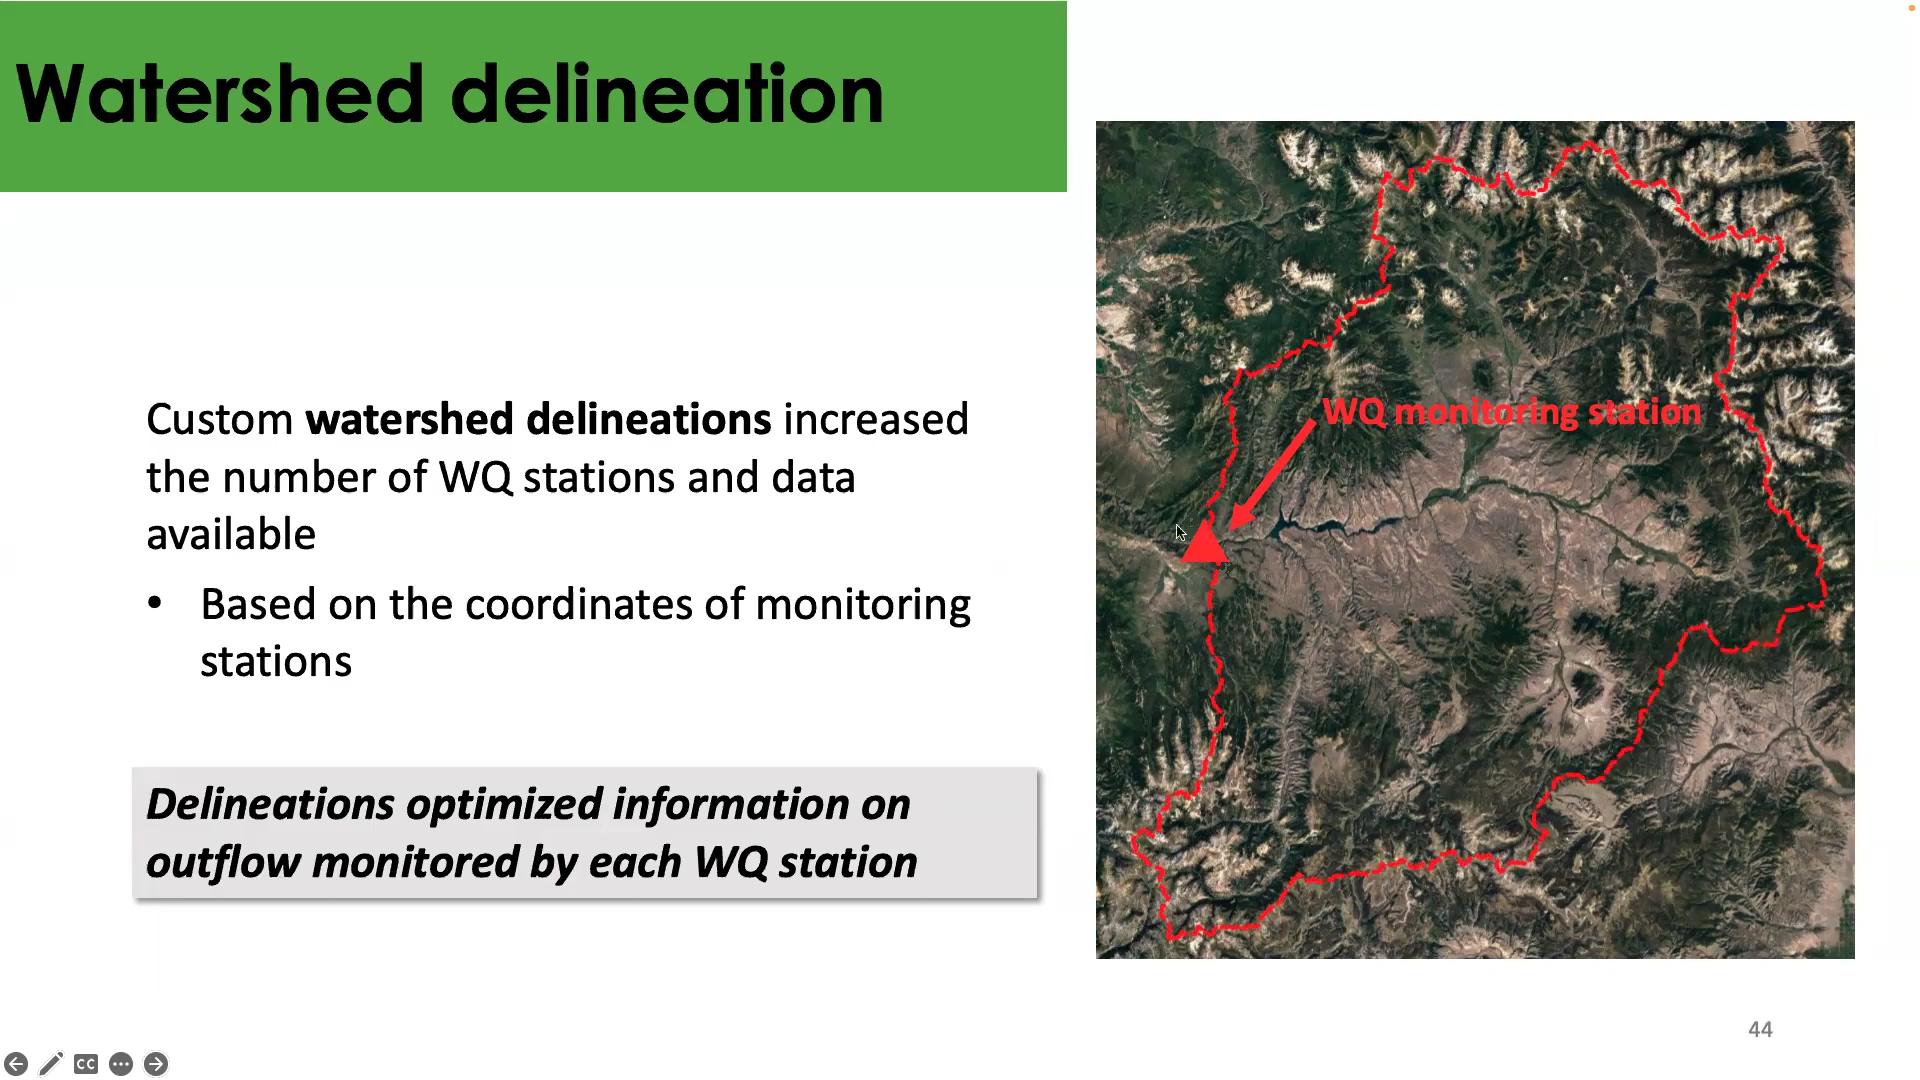 Watershed delineation
WQ monitoring station
Custom watershed delineations increased
the number of WQ stations and data
available
• Based on the coordinates of monitoring
stations
Delineations optimized information on
outflow monitored by each WQ station
44
CC